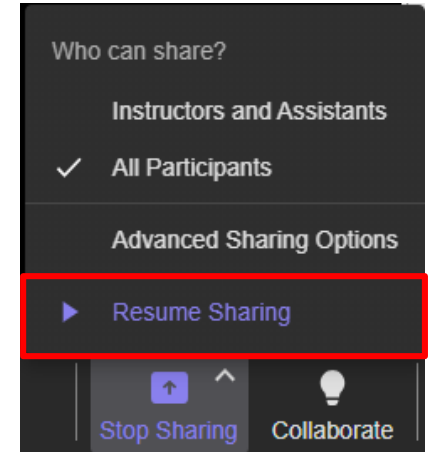 Who can share?
Instructors and Assistants
All Participants
Advanced Sharing Options
Resume Sharing
Stop Sharing
Collaborate